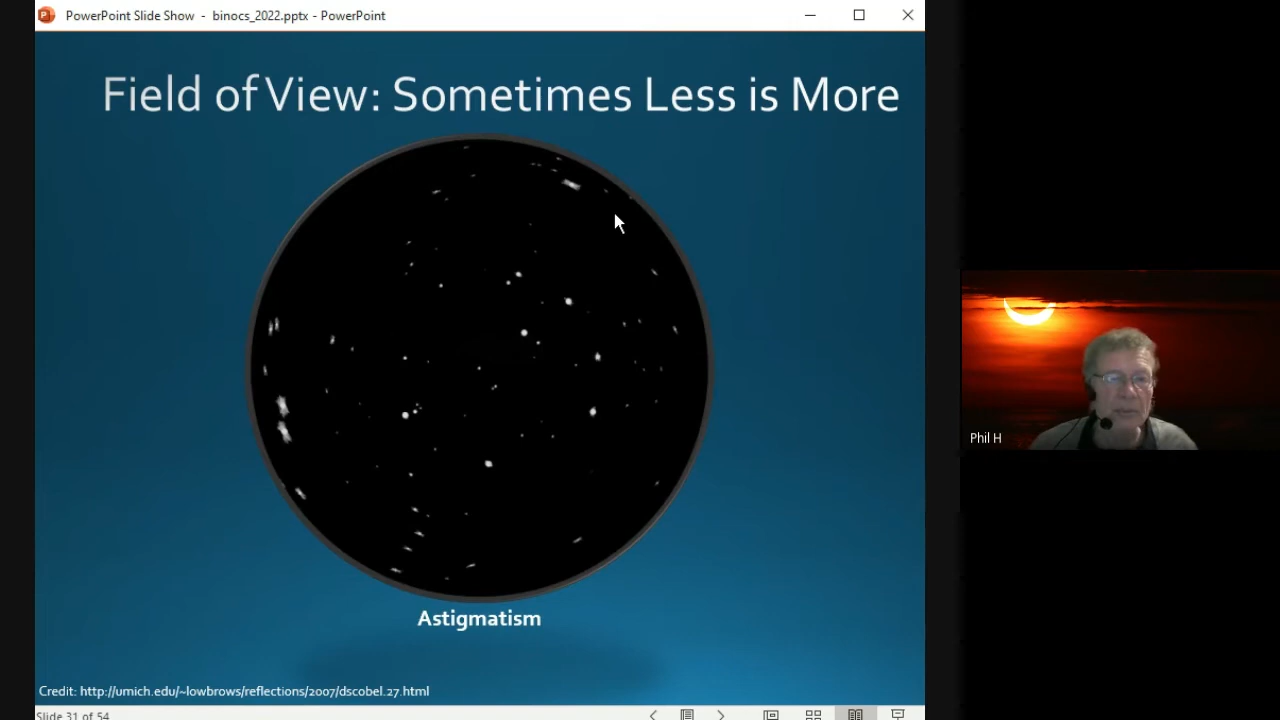 PowerPoint Slide Show - binocs_2022.pptx - PowerPoint
Field of View: Sometimes Less is More
Astigmatism
Phil H
Credit: http://umich.edu/~lowbrows/reflections/2007/dscobel.27.html
Slide 31 of 54